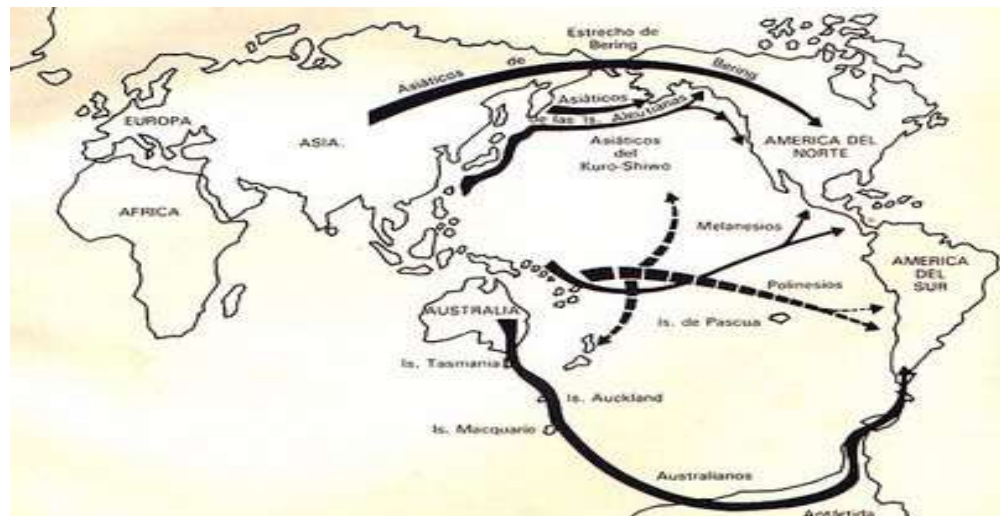 Estrecho de
Bering
Asiáticos de Bering
EUROPA
ASIA.
Asiáticos
de las Is. Aleutianas
AMERICA DEL
NORTE
Asiáticos
del
Kuro-Shiwo
AFRICA
Melanesios
AMERICA
DEL
SUR
Polinesios
AUSTRALIA
Is. de Pascua
Is. Tasmania
Is. Auckland
Is. Macquario
Australianos
Antártida